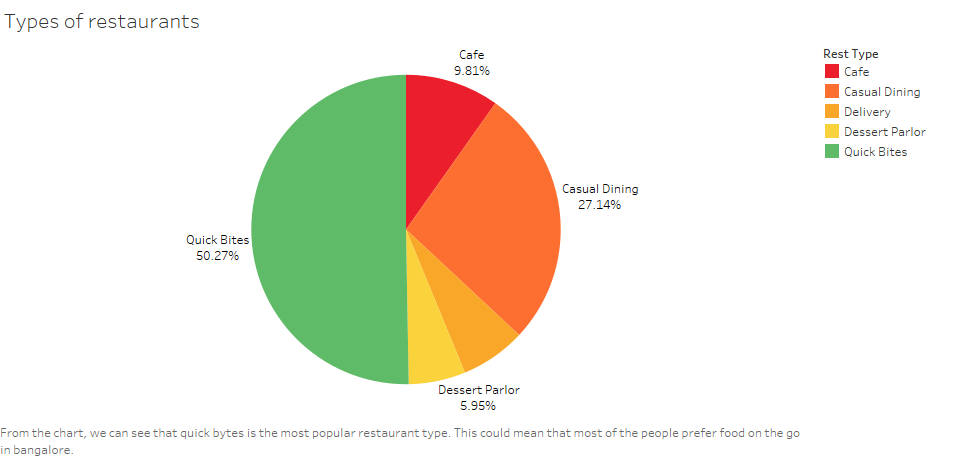 Types of restaurants
Cafe
9.81%
Casual Dining
27.14%
Quick Bites
50.27%
Dessert Parlor
5.95%
Rest Type
Cafe
Casual Dining
Delivery
Dessert Parlor
Quick Bites
From the chart, we can see that quick bytes is the most popular restaurant type. This could mean that most of the people prefer food on the go
in bangalore.